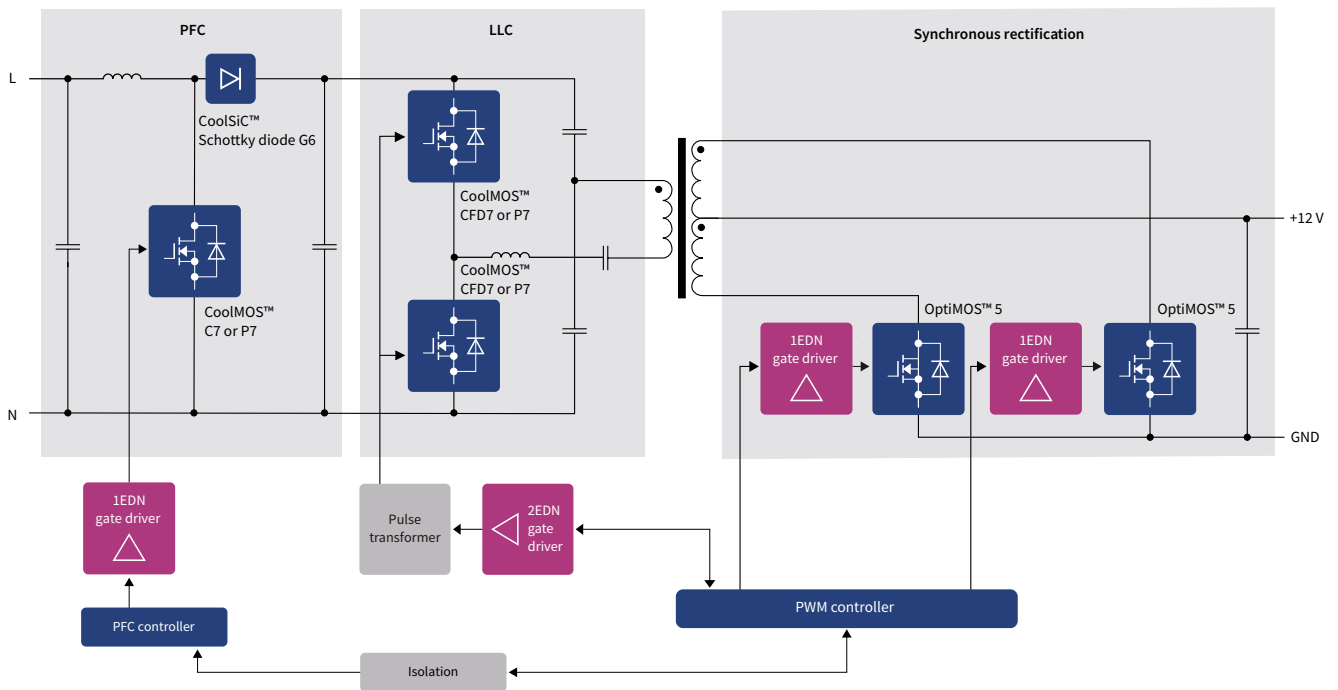 PFC
LLC
Synchronous rectification
L
CoolSiC™
Schottky diode G6
CoolMOS™
CFD7 or P7
+12 V
CoolMOS™
CFD7 or P7
CoolMOS™
C7 or P7
OptiMOS™ 5
OptiMOS™ 5
1EDN
gate driver
1EDN
gate driver
N
GND
1EDN
gate driver
Pulse
transformer
2EDN
gate
driver
PFC controller
PWM controller
Isolation